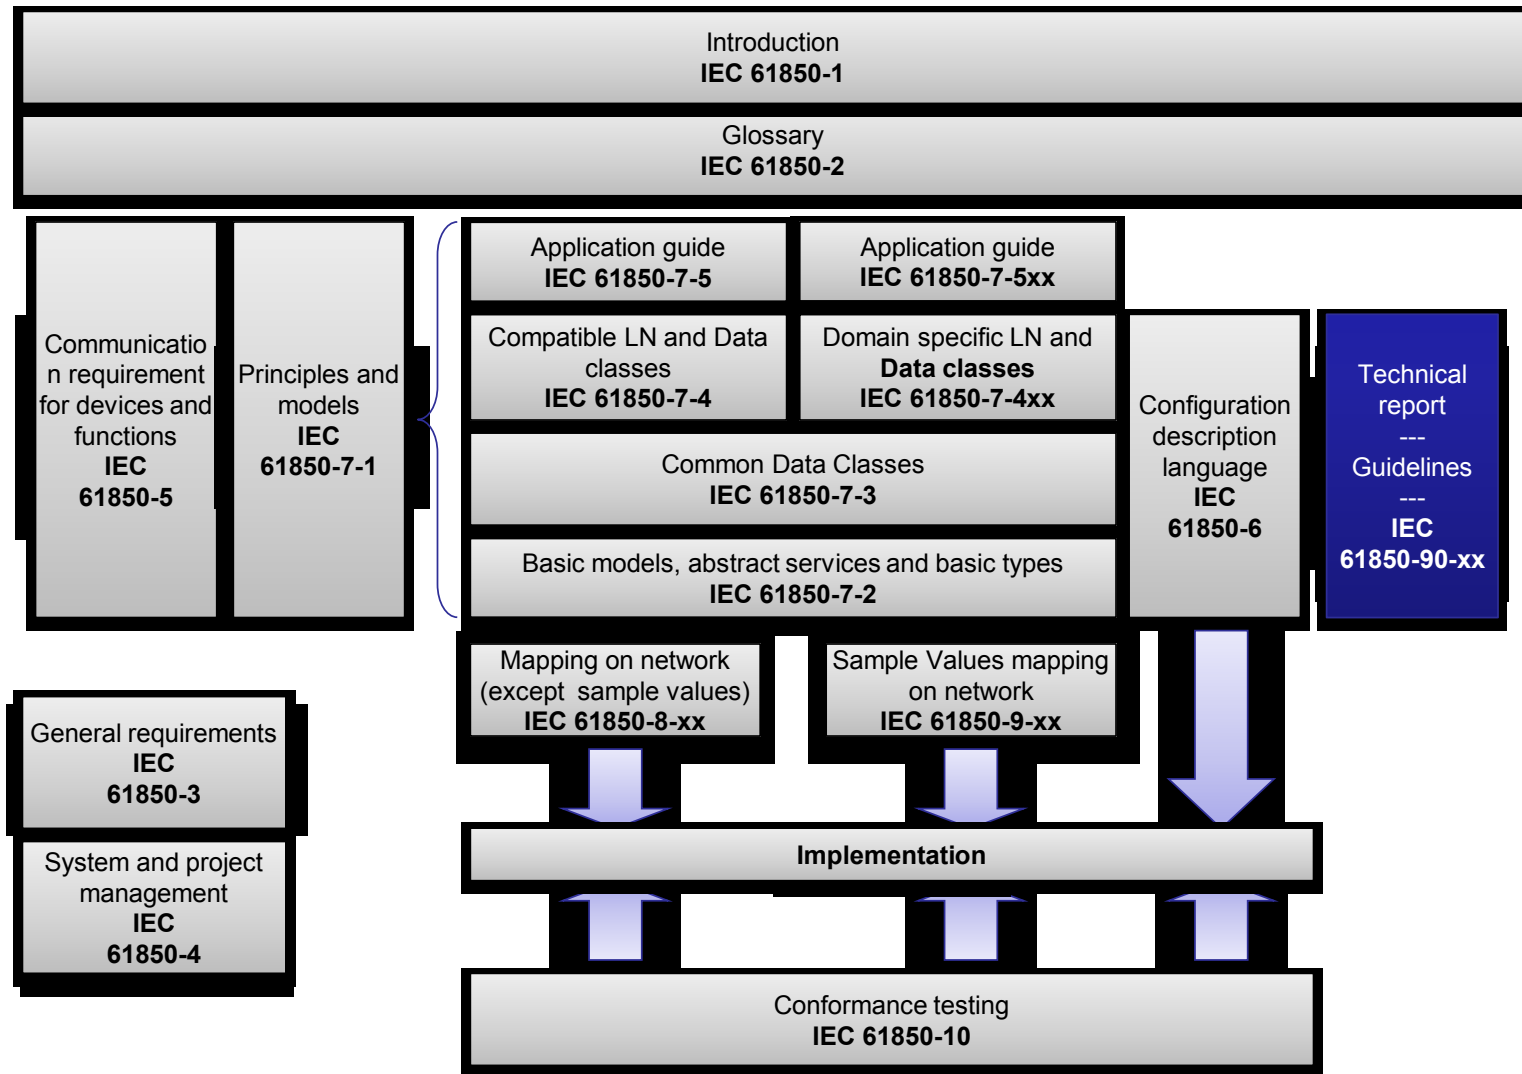 Introduction
IEC 61850-1
Glossary
IEC 61850-2
Communicatio
n requirement
for devices and
functions
IEC
61850-5
Principles and
models
IEC
61850-7-1
Application guide
IEC 61850-7-5
Application guide
IEC 61850-7-5xx
Compatible LN and Data
classes
IEC 61850-7-4
Domain specific LN and
Data classes
IEC 61850-7-4xx
Common Data Classes
IEC 61850-7-3
Basic models, abstract services and basic types
IEC 61850-7-2
Configuration
description
language
IEC
61850-6
Technical
report
---
Guidelines
---
IEC
61850-90-xx
Mapping on network
(except sample values)
IEC 61850-8-xx
Sample Values mapping
on network
IEC 61850-9-xx
General requirements
IEC
61850-3
System and project
management
IEC
61850-4
Implementation
Conformance testing
IEC 61850-10